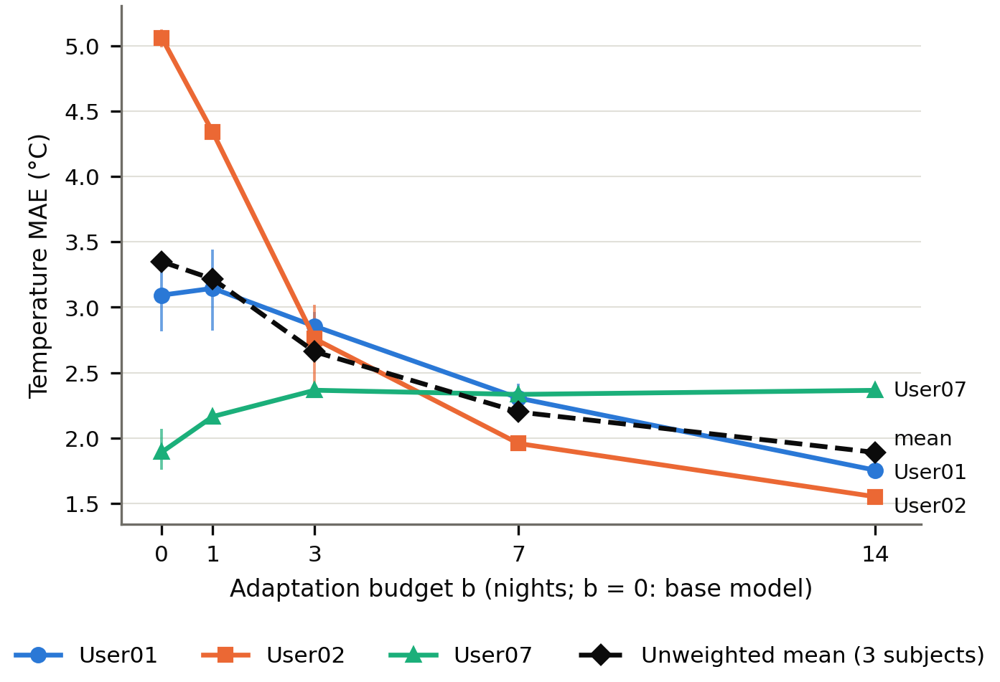 5.0
4.5
4.0
3.5
3.0
2.5
2.0
1.5
Temperature MAE (°C)
User07
mean
User01
User02
0 1 3 7 14
Adaptation budget b (nights; b = 0: base model)
User01 User02 User07 Unweighted mean (3 subjects)